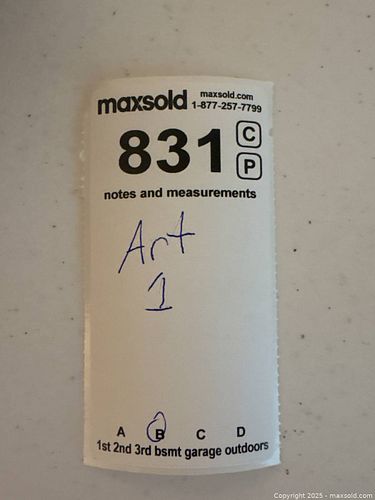 maxsold maxsold.com
1-877-257-7799
831 C
P
notes and measurements
Art
1
A B C D
1st 2nd 3rd bsmt garage outdoors
Copyright 2025 - maxsold.com